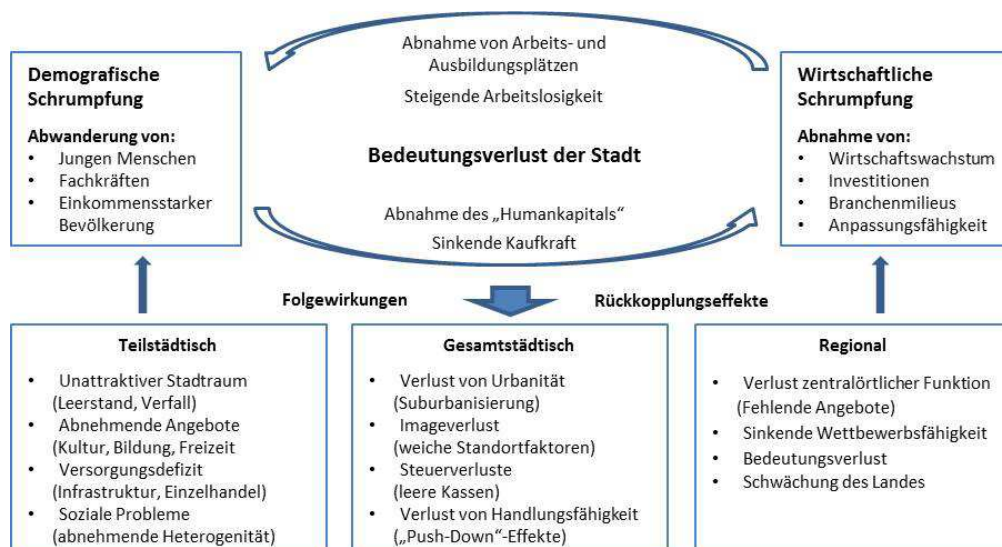 Abnahme von Arbeits- und
Ausbildungsplätzen
Steigende Arbeitslosigkeit
Demografische
Schrumpfung
Abwanderung von:
• Jungen Menschen
• Fachkräften
• Einkommensstarker
Bevölkerung
Bedeutungsverlust der Stadt
Wirtschaftliche
Schrumpfung
Abnahme von:
• Wirtschaftswachstum
• Investitionen
• Branchenmilieus
• Anpassungsfähigkeit
Abnahme des „Humankapitals“
Sinkende Kaufkraft
Folgewirkungen
Rückkopplungseffekte
Teilstädtisch
• Unattraktiver Stadtraum
(Leerstand, Verfall)
• Abnehmende Angebote
(Kultur, Bildung, Freizeit
• Versorgungsdefizit
(Infrastruktur, Einzelhandel)
• Soziale Probleme
(abnehmende Heterogenität)
Gesamtstädtisch
• Verlust von Urbanität
(Suburbanisierung)
• Imageverlust
(weiche Standortfaktoren)
• Steuerverluste
(leere Kassen)
• Verlust von Handlungsfähigkeit
(„Push-Down“-Effekte)
Regional
• Verlust zentralörtlicher Funktion
(Fehlende Angebote)
• Sinkende Wettbewerbsfähigkeit
• Bedeutungsverlust
• Schwächung des Landes